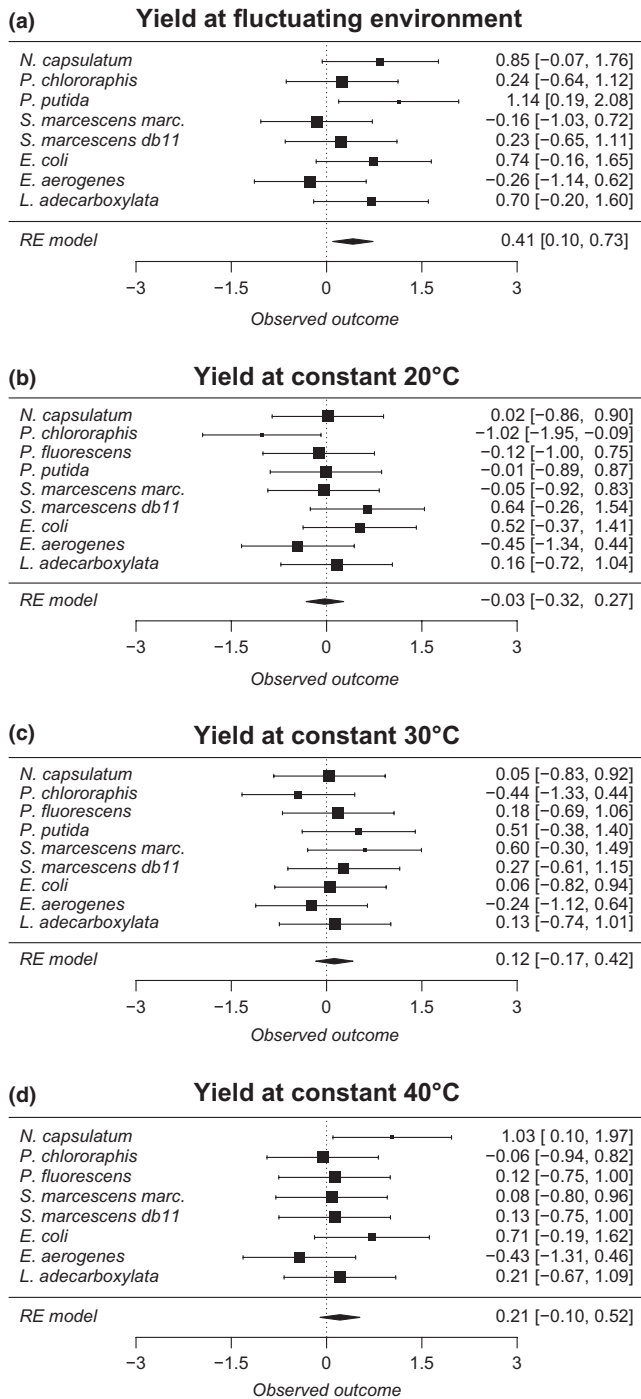 (a) Yield at fluctuating environment
N. capsulatum 0.85 [−0.07, 1.76]
P. chlororaphis 0.24 [−0.64, 1.12]
P. putida 1.14 [0.19, 2.08]
S. marcescens marc. −0.16 [−1.03, 0.72]
S. marcescens db11 0.23 [−0.65, 1.11]
E. coli 0.74 [−0.16, 1.65]
E. aerogenes −0.26 [−1.14, 0.62]
L. adecarboxylata 0.70 [−0.20, 1.60]
RE model 0.41 [0.10, 0.73]
−3 −1.5 0 1.5 3
Observed outcome
(b) Yield at constant 20°C
N. capsulatum 0.02 [−0.86, 0.90]
P. chlororaphis −1.02 [−1.95, −0.09]
P. fluorescens −0.12 [−1.00, 0.75]
P. putida −0.01 [−0.89, 0.87]
S. marcescens marc. −0.05 [−0.92, 0.83]
S. marcescens db11 0.64 [−0.26, 1.54]
E. coli 0.52 [−0.37, 1.41]
E. aerogenes −0.45 [−1.34, 0.44]
L. adecarboxylata 0.16 [−0.72, 1.04]
RE model −0.03 [−0.32, 0.27]
−3 −1.5 0 1.5 3
Observed outcome
(c) Yield at constant 30°C
N. capsulatum 0.05 [−0.83, 0.92]
P. chlororaphis −0.44 [−1.33, 0.44]
P. fluorescens 0.18 [−0.69, 1.06]
P. putida 0.51 [−0.38, 1.40]
S. marcescens marc. 0.60 [−0.30, 1.49]
S. marcescens db11 0.27 [−0.61, 1.15]
E. coli 0.06 [−0.82, 0.94]
E. aerogenes −0.24 [−1.12, 0.64]
L. adecarboxylata 0.13 [−0.74, 1.01]
RE model 0.12 [−0.17, 0.42]
−3 −1.5 0 1.5 3
Observed outcome
(d) Yield at constant 40°C
N. capsulatum 1.03 [ 0.10, 1.97]
P. chlororaphis −0.06 [−0.94, 0.82]
P. fluorescens 0.12 [−0.75, 1.00]
S. marcescens marc. 0.08 [−0.80, 0.96]
S. marcescens db11 0.13 [−0.75, 1.00]
E. coli 0.71 [−0.19, 1.62]
E. aerogenes −0.43 [−1.31, 0.46]
L. adecarboxylata 0.21 [−0.67, 1.09]
RE model 0.21 [−0.10, 0.52]
−3 −1.5 0 1.5 3
Observed outcome